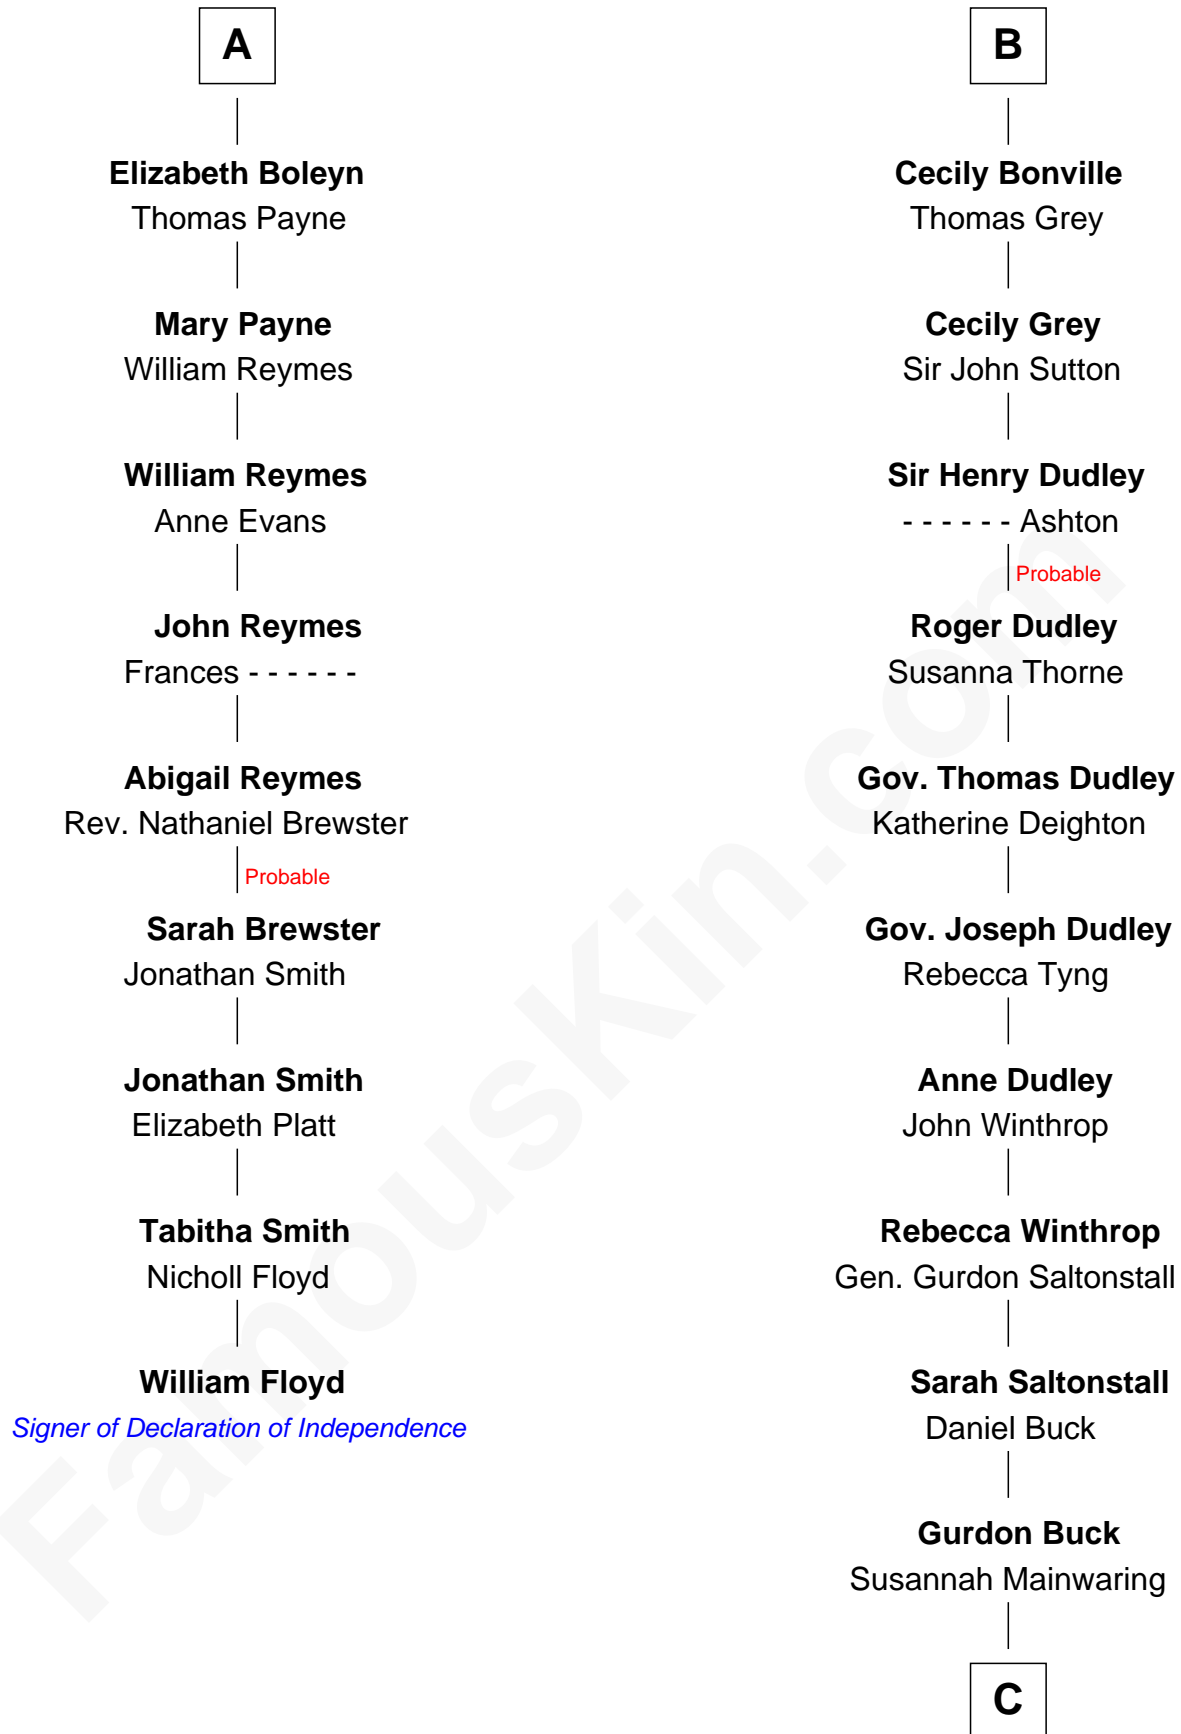 A
Elizabeth Boleyn
Thomas Payne
Mary Payne
William Reymes
William Reymes
Anne Evans
John Reymes
Frances - - - - - -
Abigail Reymes
Rev. Nathaniel Brewster
Probable
Sarah Brewster
Jonathan Smith
Jonathan Smith
Elizabeth Platt
Tabitha Smith
Nicholl Floyd
William Floyd
Signer of Declaration of Independence
B
Cecily Bonville
Thomas Grey
Cecily Grey
Sir John Sutton
Sir Henry Dudley
- - - - - - Ashton
Probable
Roger Dudley
Susanna Thorne
Gov. Thomas Dudley
Katherine Deighton
Gov. Joseph Dudley
Rebecca Tyng
Anne Dudley
John Winthrop
Rebecca Winthrop
Gen. Gurdon Saltonstall
Sarah Saltonstall
Daniel Buck
Gurdon Buck
Susannah Mainwaring
C
FamousKin.com